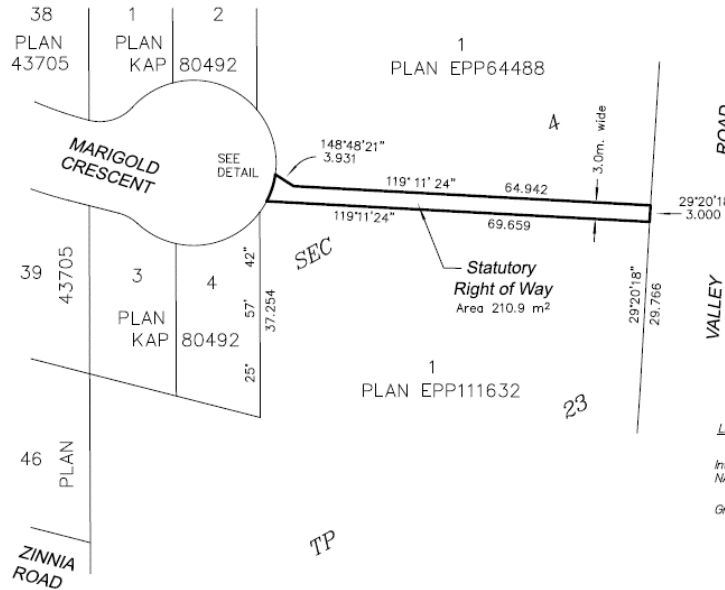 38
PLAN
43705
1
PLAN
KAP
2
80492
1
PLAN EPP64488
4
MARIGOLD
CRESCENT
SEE
DETAIL
148°48'21"
3.931
119° 11' 24"
64.942
3.0m. wide
ROAD
29°20'18
3.000
119°11'24"
69.659
SEC
Statutory
Right of Way
Area 210.9 m²
29°20'18"
29.766
VALLEY
39
43705
3
PLAN
KAP
4
80492
25° 57' 42"
37.254
1
PLAN EPP111632
23
46
PLAN
TP
ZINNIA
ROAD